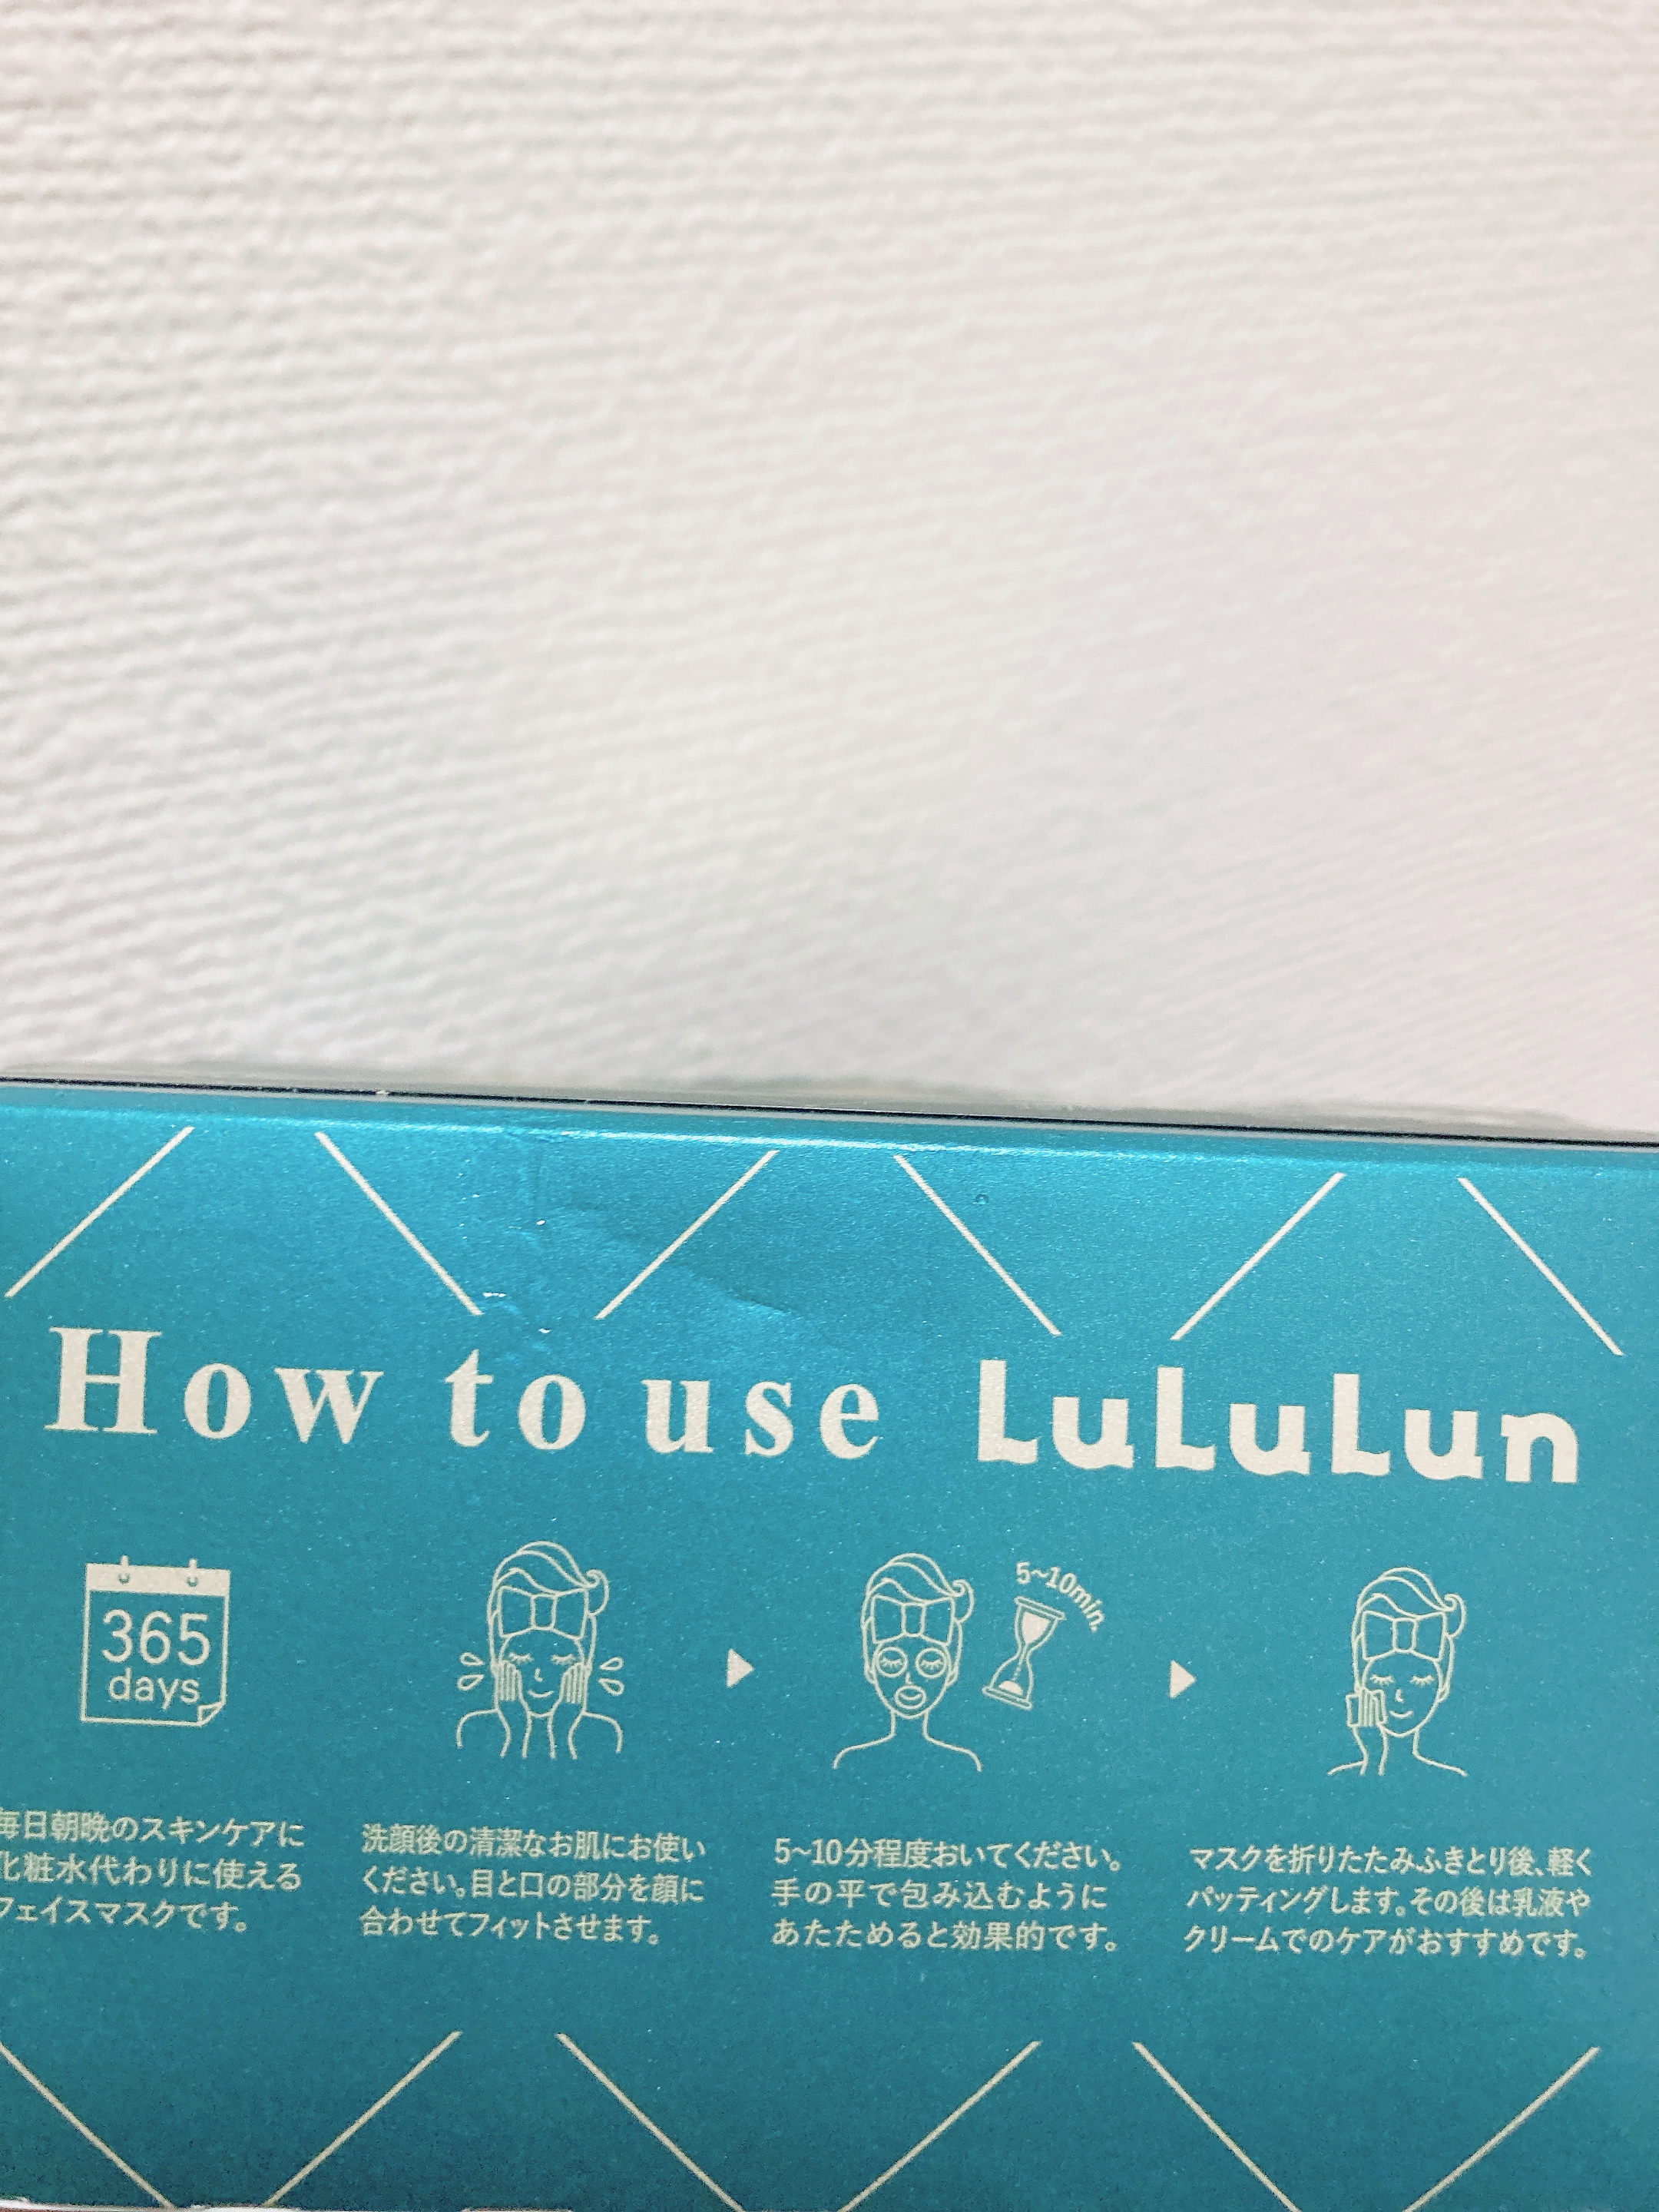 How to use LuLuLun
365
days
毎日朝晩のスキンケアに
化粧水代わりに使える
フェイスマスクです。
洗顔後の清潔なお肌にお使い
ください。目と口の部分を顔に
合わせてフィットさせます。
5~10min.
5~10分程度おいてください。
手の平で包み込むように
あたためると効果的です。
マスクを折りたたみふきとり後、軽く
パッティングします。その後は乳液や
クリームでのケアがおすすめです。